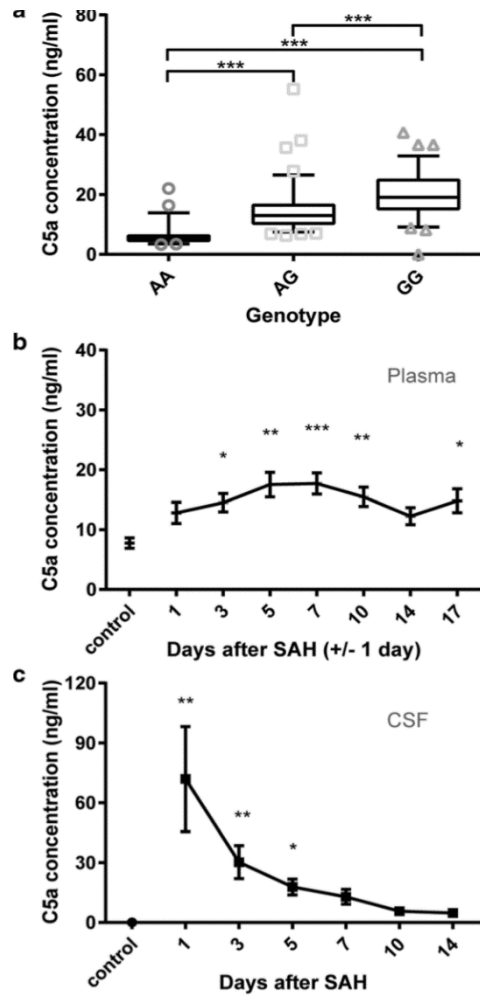 a
C5a concentration (ng/ml)
80
60
40
20
0
***
***
***
AA
AG
GG
Genotype
b
C5a concentration (ng/ml)
40
30
20
10
0
Plasma
*
**
***
**
*
control
1
3
5
7
10
14
17
Days after SAH (+/- 1 day)
c
C5a concentration (ng/ml)
120
90
60
30
0
CSF
**
**
*
control
1
3
5
7
10
14
Days after SAH